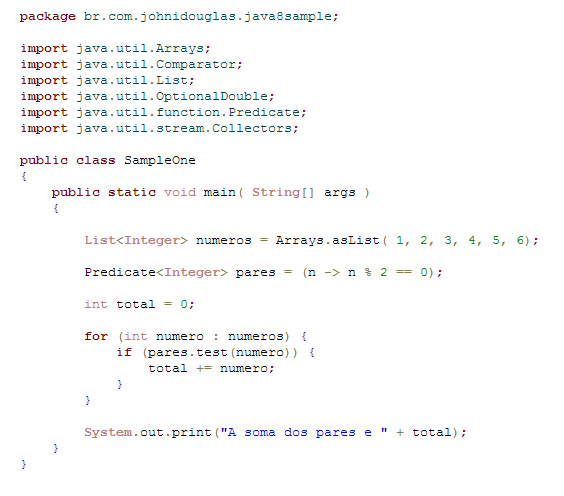 package br.com.johnidouglas.java8sample;
import java.util.Arrays;
import java.util.Comparator;
import java.util.List;
import java.util.OptionalDouble;
import java.util.function.Predicate;
import java.util.stream.Collectors;
public class SampleOne
{
public static void main( String[] args )
{
List<Integer> numeros = Arrays.asList( 1, 2, 3, 4, 5, 6);
Predicate<Integer> pares = (n -> n % 2 == 0);
int total = 0;
for (int numero : numeros) {
if (pares.test(numero)) {
total += numero;
}
}
System.out.print("A soma dos pares e " + total);
}
}